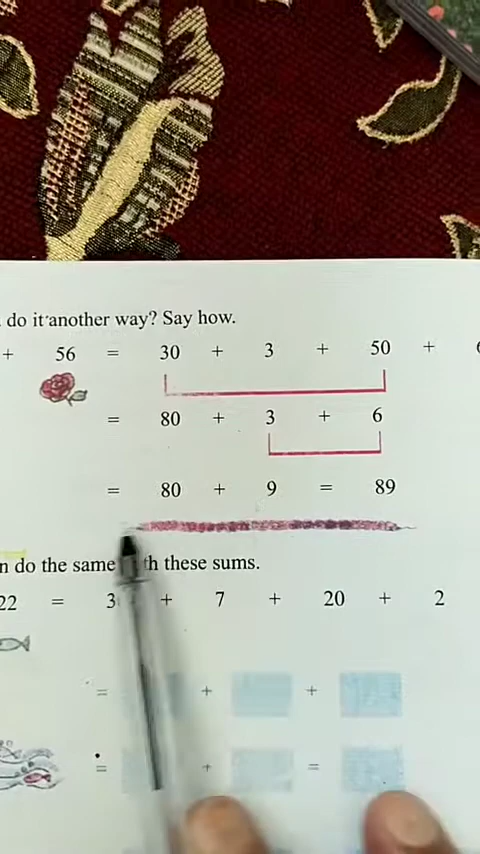 do it another way? Say how.
+ 56 = 30 + 3 + 50 +
= 80 + 3 + 6
= 80 + 9 = 89
do the same these sums.
22 = 3 + 7 + 20 + 2
= + +
= + =